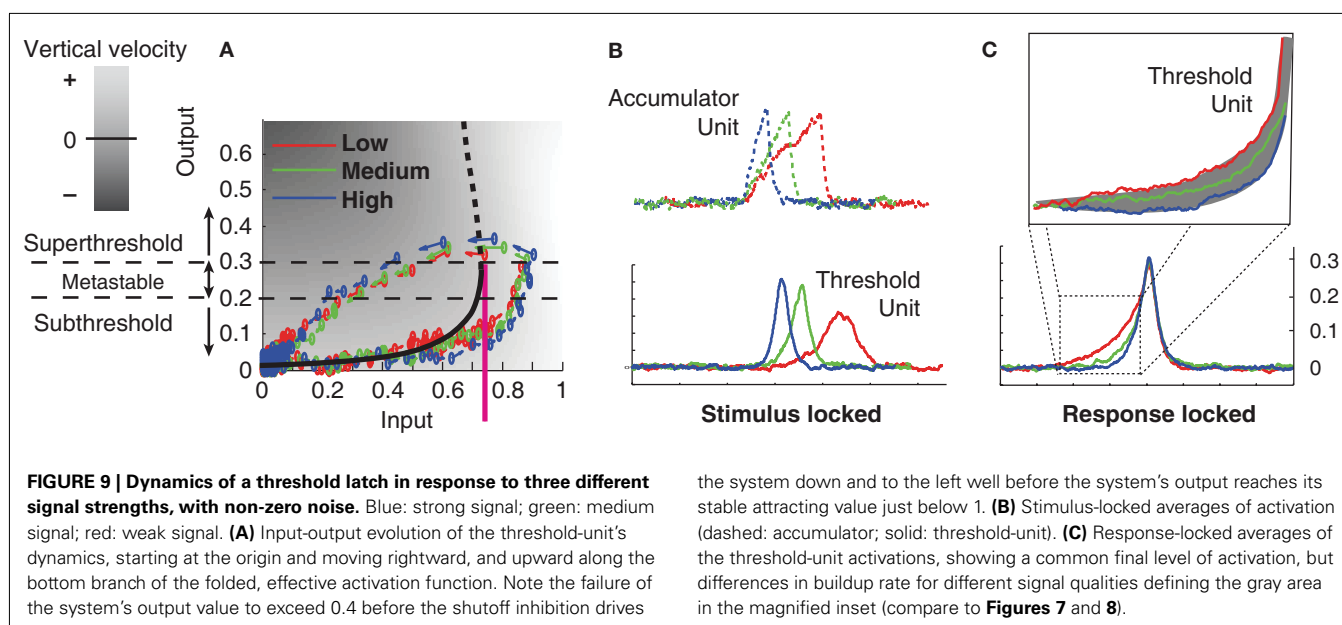 Vertical velocity
+
0
–
Output
Superthreshold
Metastable
Subthreshold
A
Low
Medium
High
0.6
0.5
0.4
0.3
0.2
0.1
0
0 0.2 0.4 0.6 0.8 1
Input
B
Accumulator
Unit
Threshold
Unit
Stimulus locked
C
Threshold
Unit
0.3
0.2
0.1
0
Response locked
FIGURE 9 | Dynamics of a threshold latch in response to three different
signal strengths, with non-zero noise. Blue: strong signal; green: medium
signal; red: weak signal. (A) Input-output evolution of the threshold-unit's
dynamics, starting at the origin and moving rightward, and upward along the
bottom branch of the folded, effective activation function. Note the failure of
the system's output value to exceed 0.4 before the shutoff inhibition drives
the system down and to the left well before the system's output reaches its
stable attracting value just below 1. (B) Stimulus-locked averages of activation
(dashed: accumulator; solid: threshold-unit). (C) Response-locked averages of
the threshold-unit activations, showing a common final level of activation, but
differences in buildup rate for different signal qualities defining the gray area
in the magnified inset (compare to Figures 7 and 8).